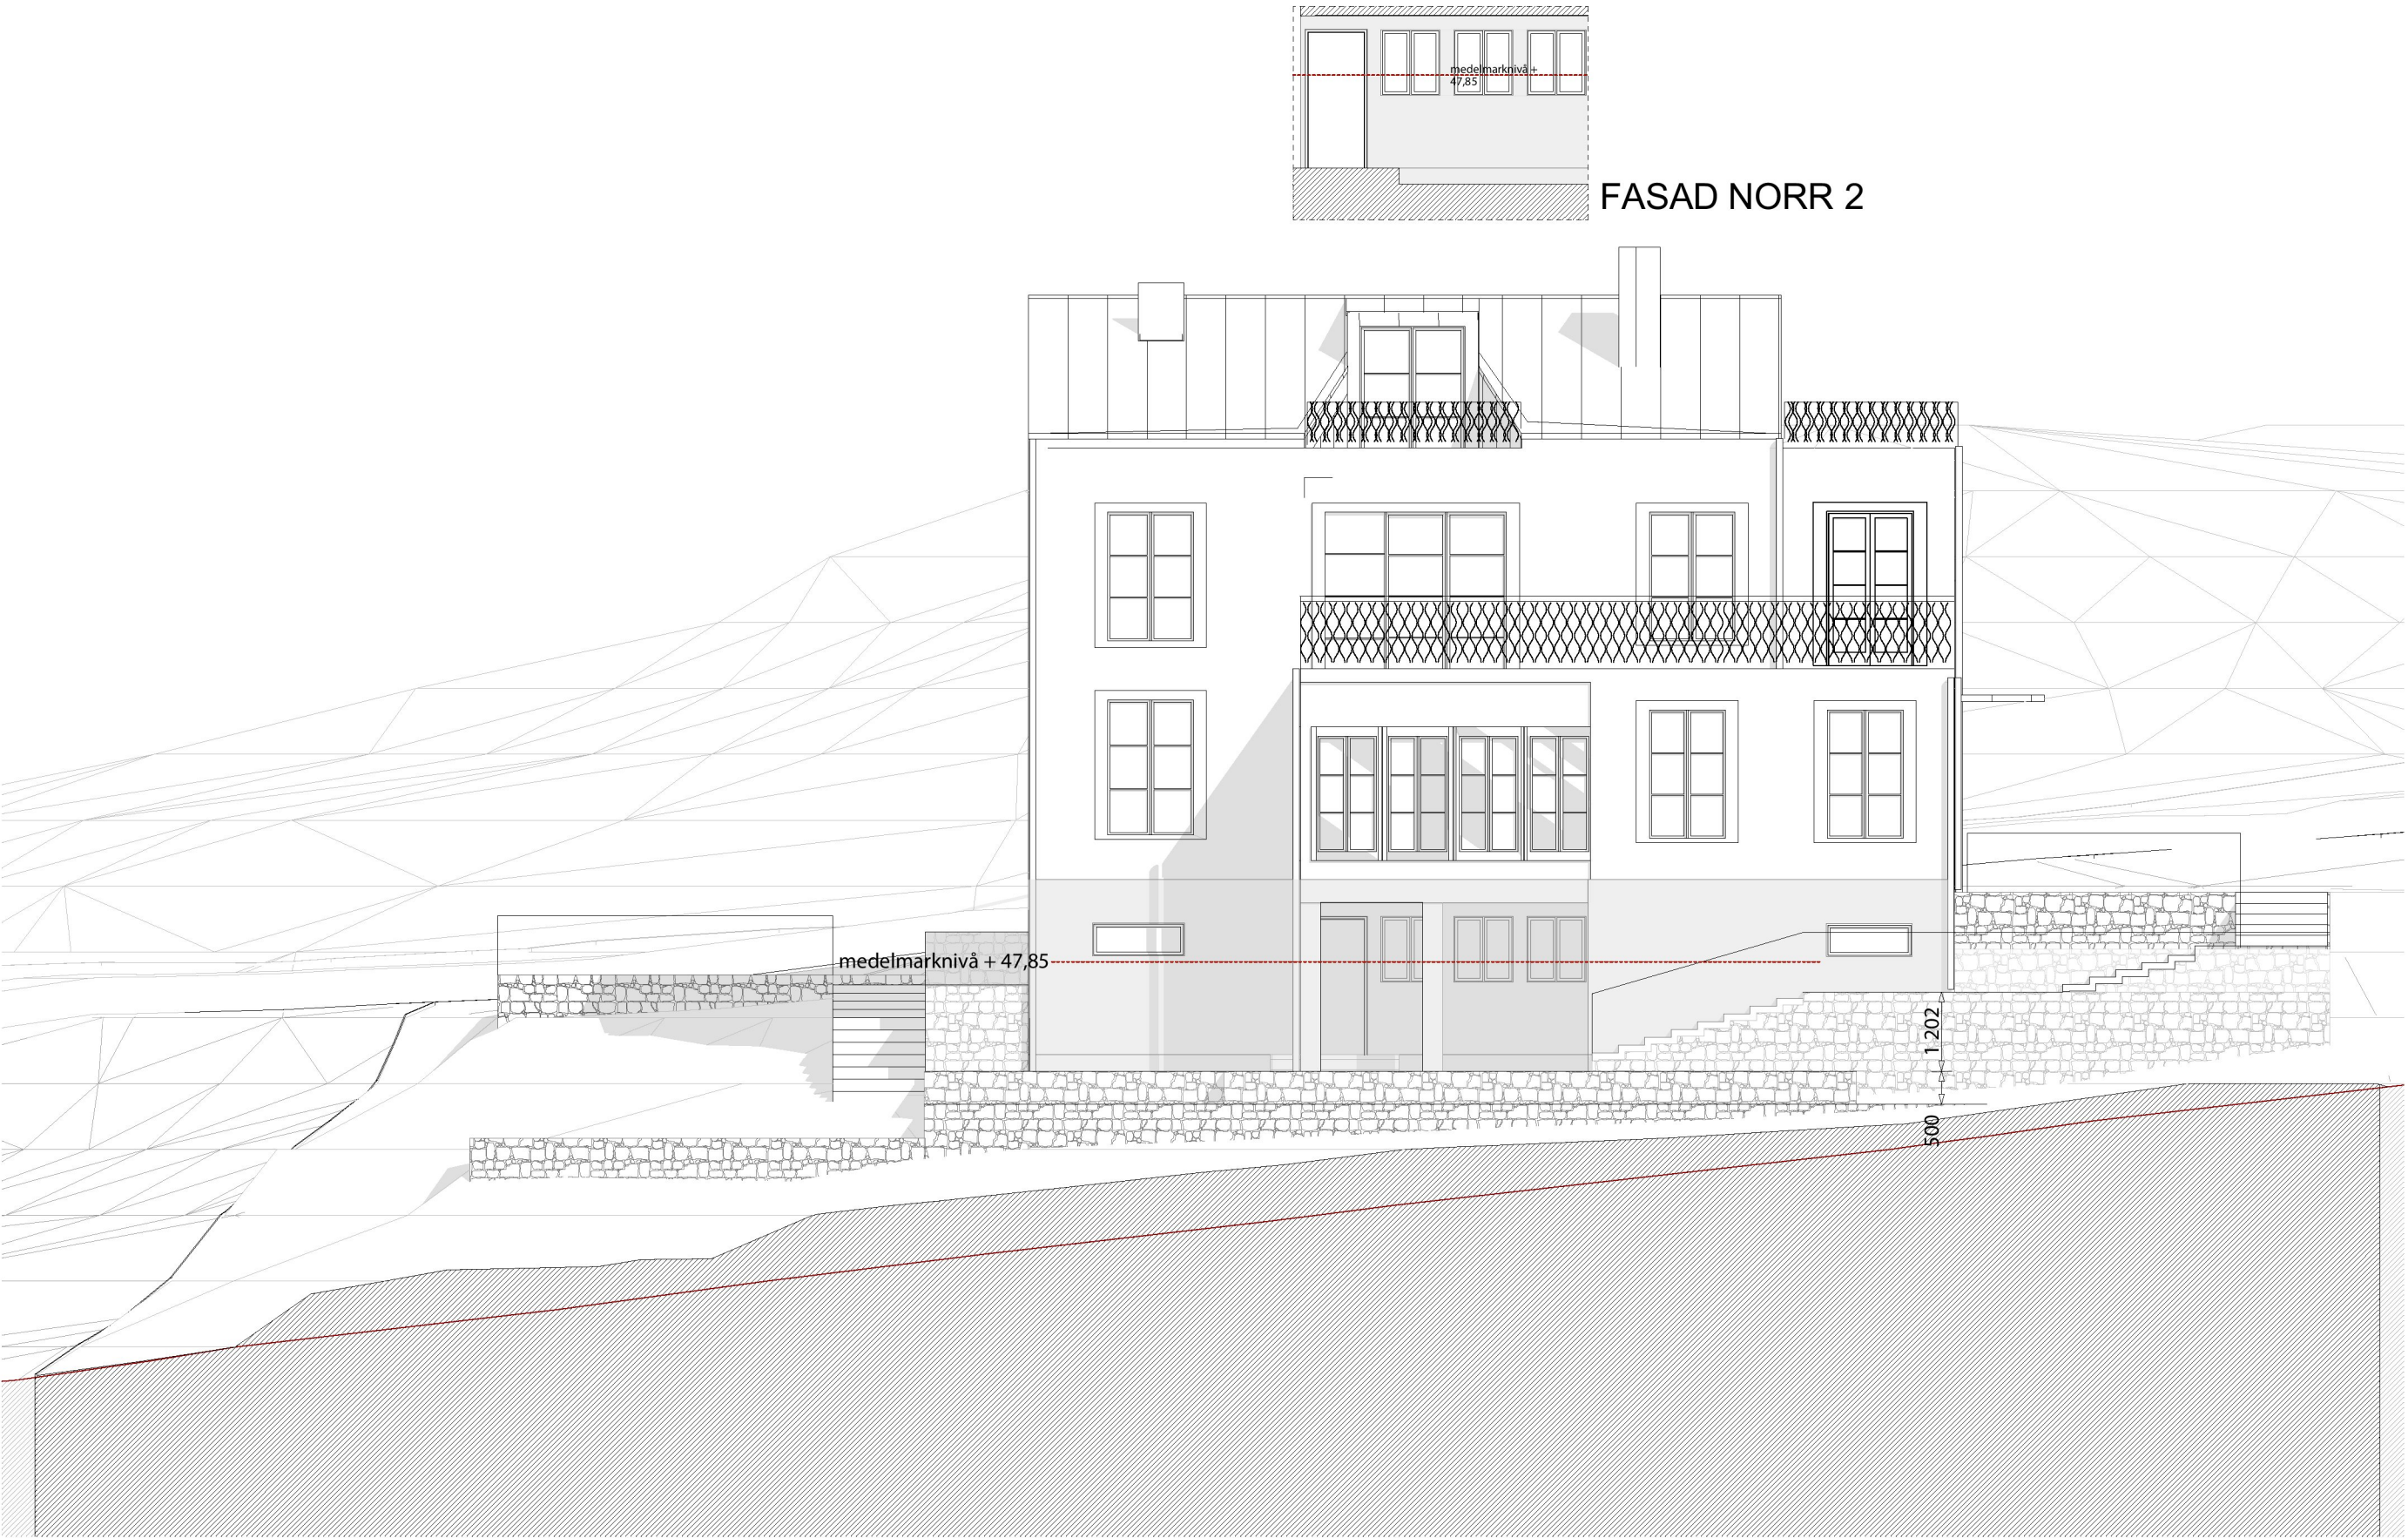 medelmarknivå +
47,85
FASAD NORR 2
medelmarknivå + 47,85
1 202
500